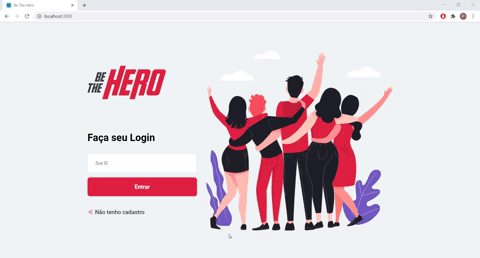 Be The Hero
localhost:3000
BE THE HERO
Faça seu Login
Sua ID
Entrar
Não tenho cadastro